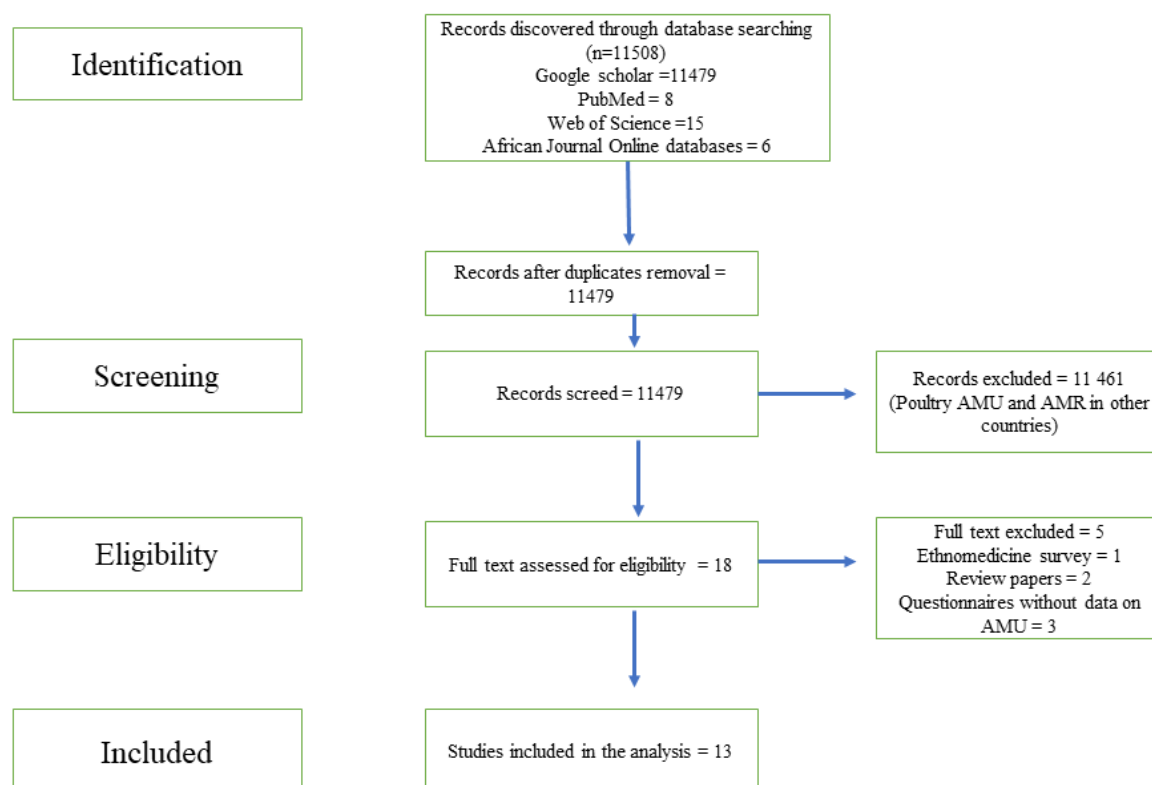 Identification
Records discovered through database searching
(n=11508)
Google scholar =11479
PubMed = 8
Web of Science =15
African Journal Online databases = 6
Records after duplicates removal =
11479
Screening
Records screed = 11479
Records excluded = 11 461
(Poultry AMU and AMR in other
countries)
Eligibility
Full text assessed for eligibility = 18
Full text excluded = 5
Ethnomedicine survey = 1
Review papers = 2
Questionnaires without data on
AMU = 3
Included
Studies included in the analysis = 13